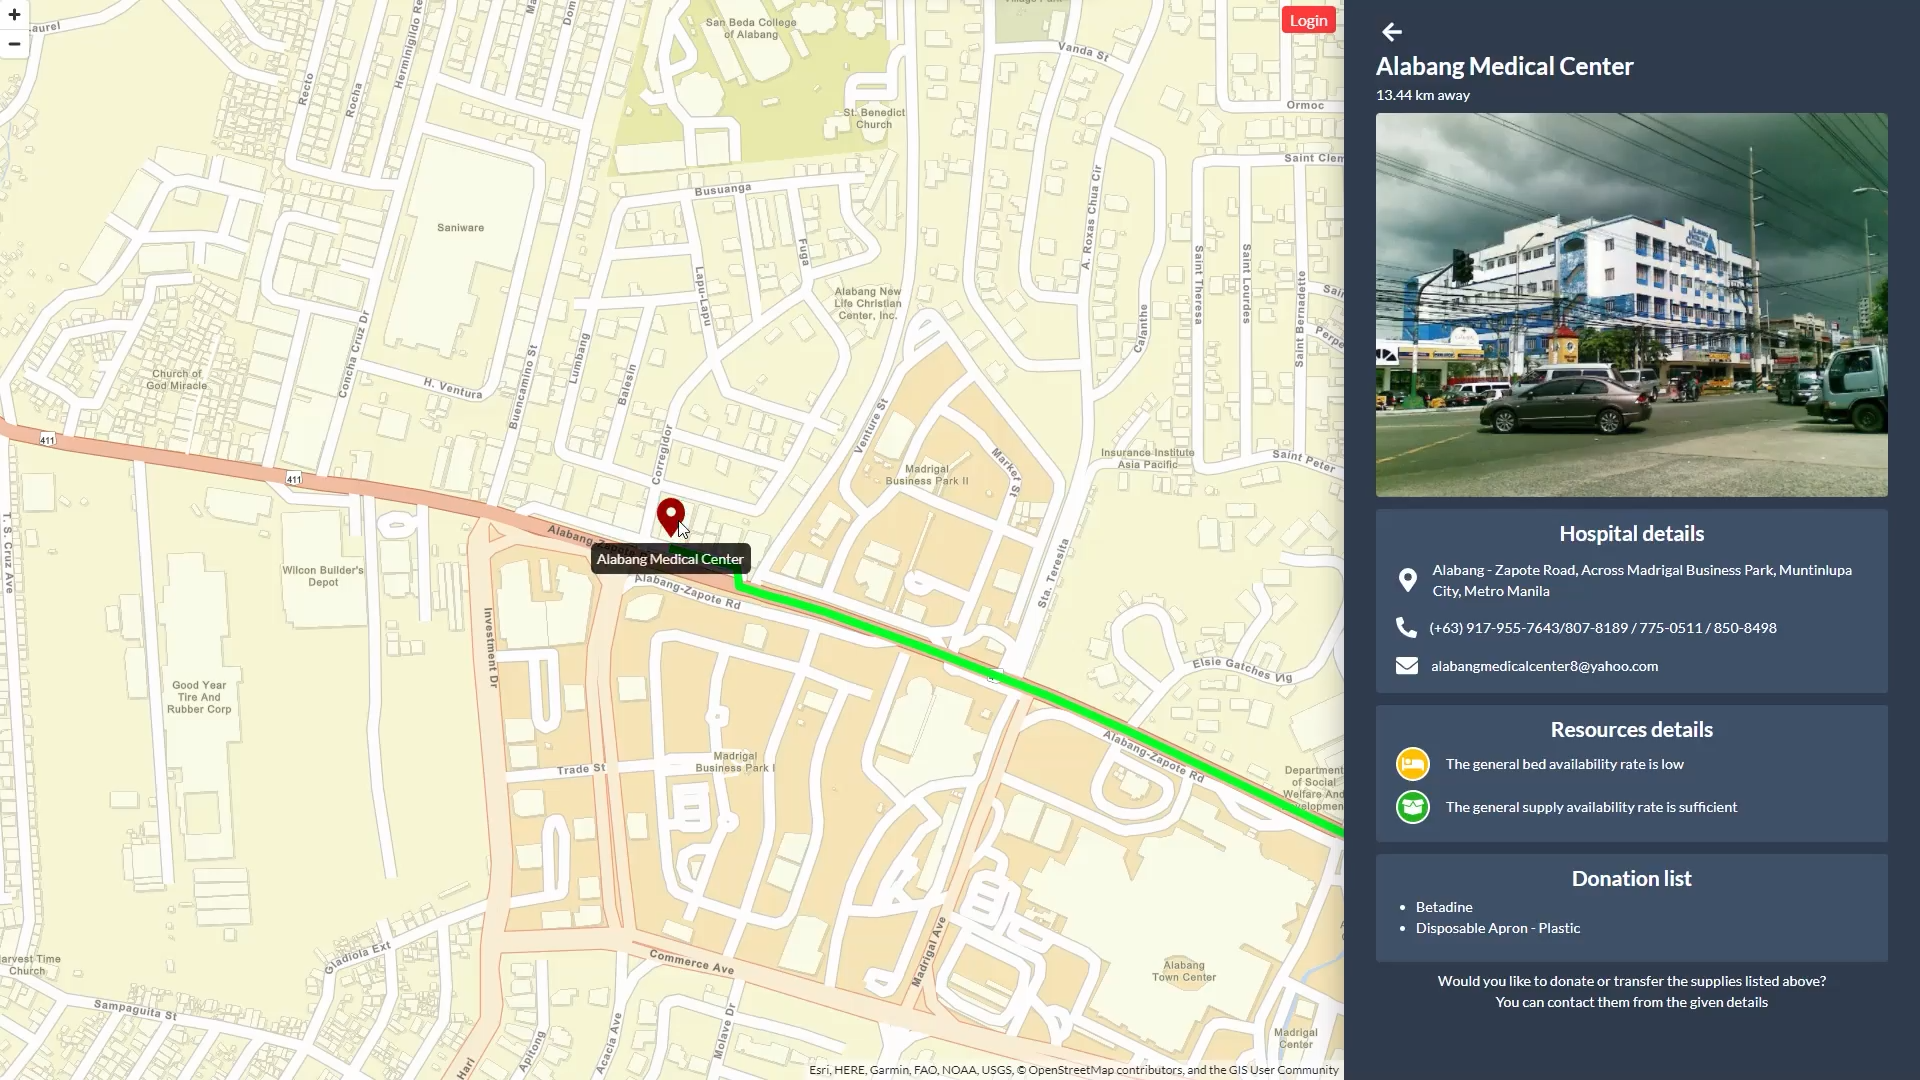 +
−
Laurel
Recto
Rocha
San Beda College
of Alabang
Login
Vanda St
Ormoc
St. Benedict
Church
Saint Clem
Busuanga
Saniware
Fuga
Lapu-Lapu
A. Roxas Chua Cir
Saint Theresa
Saint Lourdes
Saint Bernadette
Alabang New
Life Christian
Center, Inc.
Concha Cruz Dr
Lumbang
Balesin
Buencamino St
Calanthe
Church of
God Miracle
H. Ventura
Venture St
Corregidor
411
411
Madrigal
Business Park II
Market St
Insurance Institute
Asia Pacific
Saint Peter
T. S. Cruz Ave
Alabang Medical Center
Alabang-Zapote Rd
Wilcon Builder's
Depot
Sta. Teresita
Investment Dr
Elsie Gatches Vlg
Good Year
Tire And
Rubber Corp
Alabang-Zapote Rd
Madrigal
Business Park I
Trade St
Department
of Social
Welfare And
Gladiola Ext
Commerce Ave
Madrigal Ave
Alabang
Town Center
Harvest Time
Church
Sampaguita St
Apitong
Acacia Ave
Molave Dr
Madrigal
Center
Esri, HERE, Garmin, FAO, NOAA, USGS, © OpenStreetMap contributors, and the GIS User Community
Alabang Medical Center
13.44 km away
Hospital details
Alabang - Zapote Road, Across Madrigal Business Park, Muntinlupa
City, Metro Manila
(+63) 917-955-7643/807-8189 / 775-0511 / 850-8498
alabangmedicalcenter8@yahoo.com
Resources details
The general bed availability rate is low
The general supply availability rate is sufficient
Donation list
• Betadine
• Disposable Apron - Plastic
Would you like to donate or transfer the supplies listed above?
You can contact them from the given details